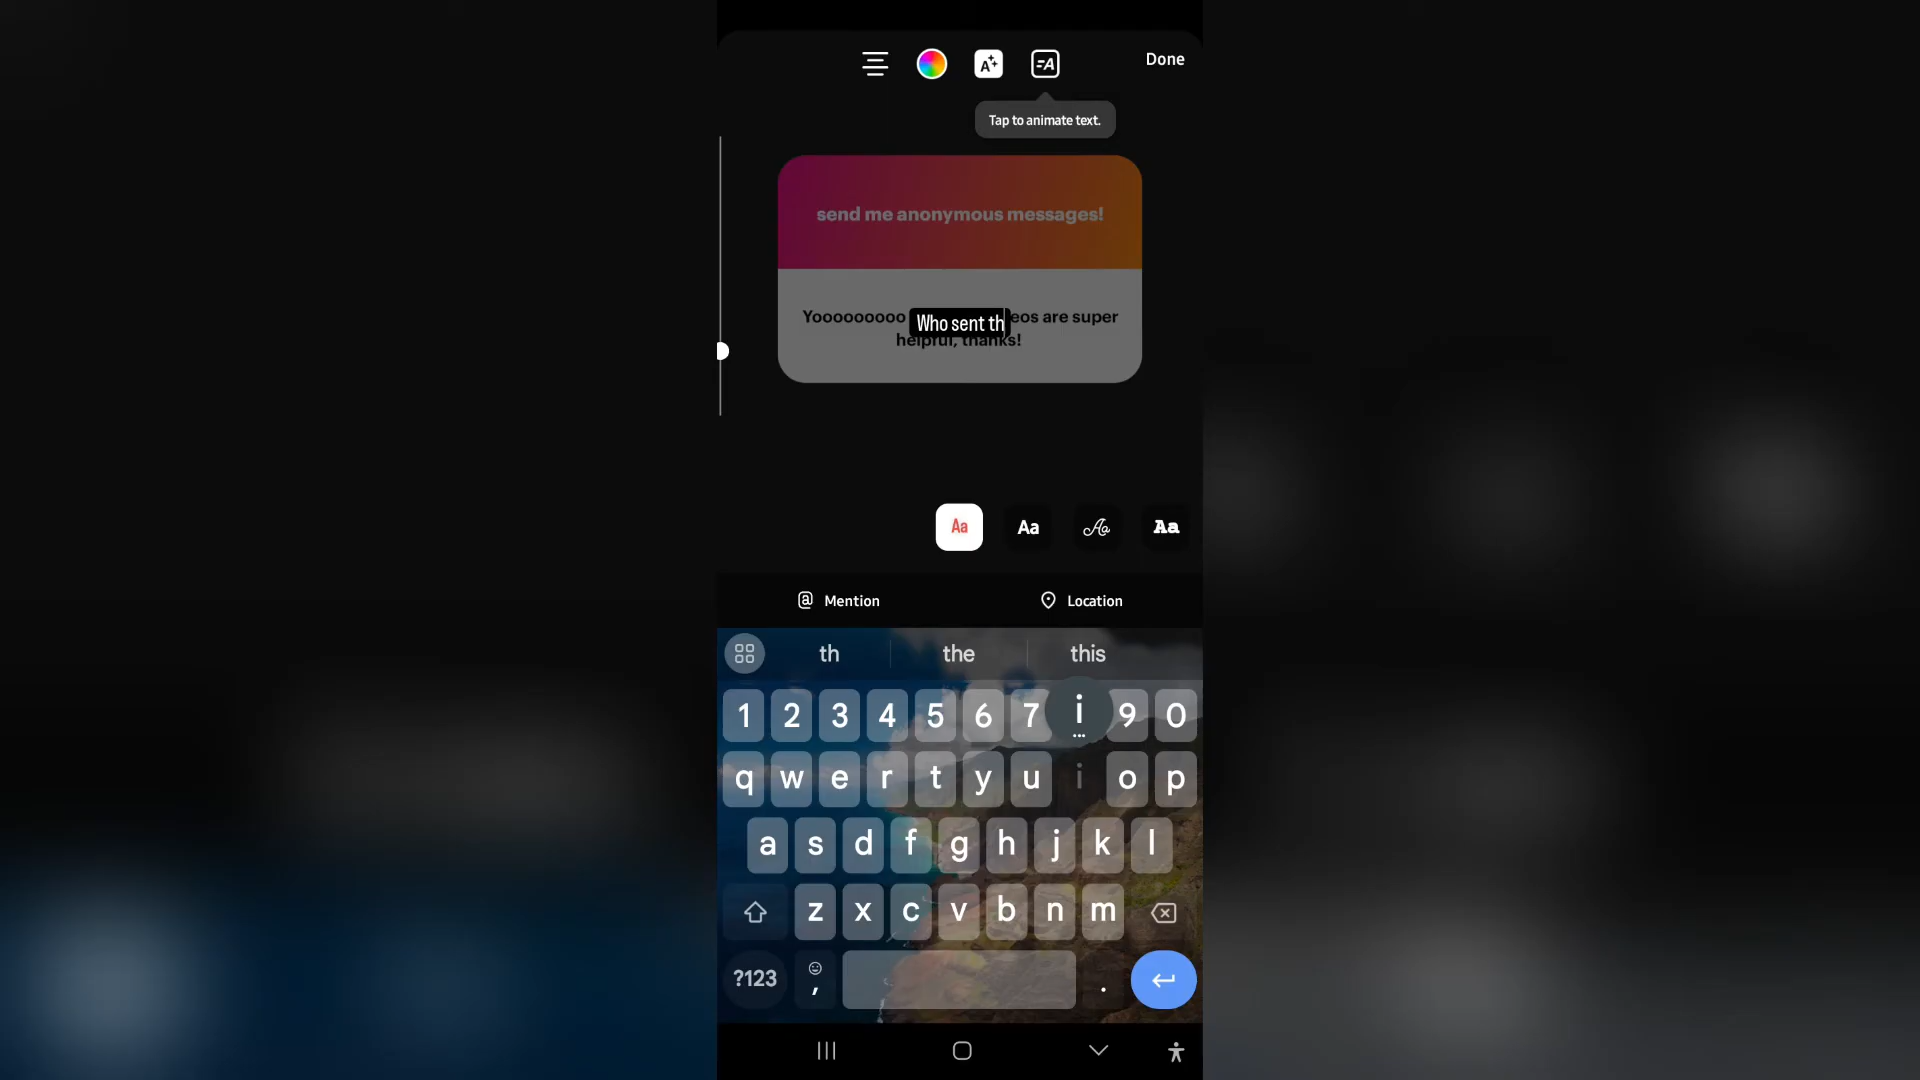 Done
Tap to animate text.
send me anonymous messages!
Yooooooooo eos are super
Who sent th
helpful, thanks!
Aa Aa Aa Aa
Mention Location
th the this
1 2 3 4 5 6 7 i 9 0
q w e r t y u i o p
a s d f g h j k l
z x c v b n m
?123 , .